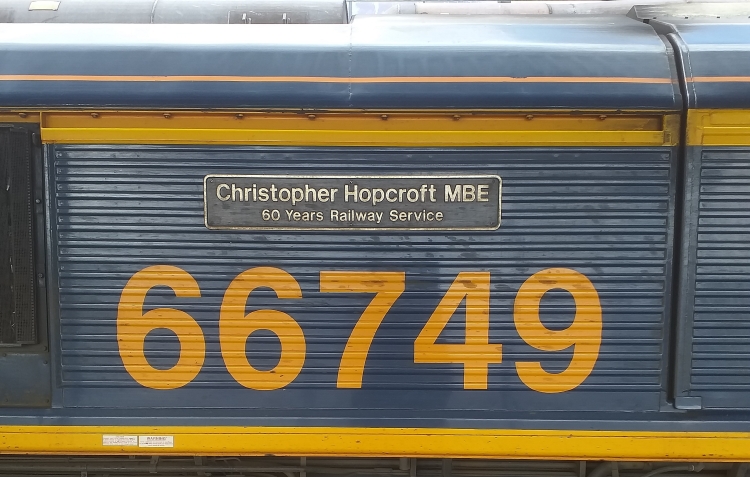 Christopher Hopcroft MBE
60 Years Railway Service
66749